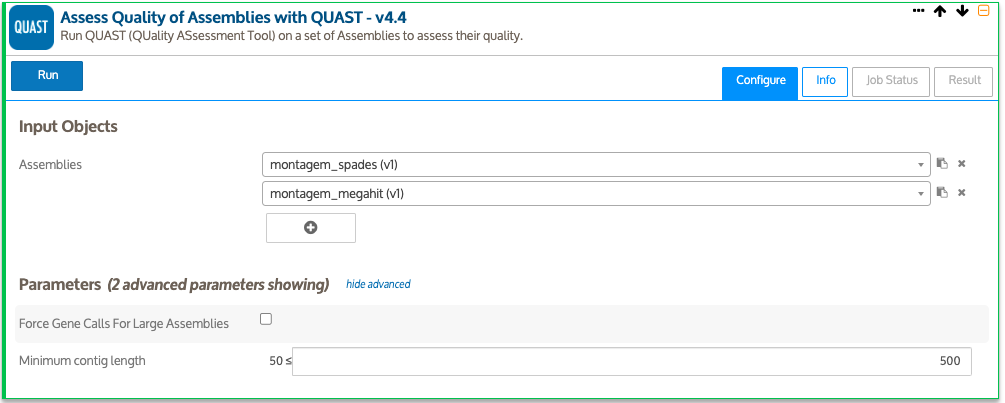 QUAST
Assess Quality of Assemblies with QUAST - v4.4
Run QUAST (QUality ASsessment Tool) on a set of Assemblies to assess their quality.
Run
Configure
Info
Job Status
Result
Input Objects
Assemblies
montagem_spades (v1)
montagem_megahit (v1)
Parameters (2 advanced parameters showing) hide advanced
Force Gene Calls For Large Assemblies
Minimum contig length 50 ≤ 500